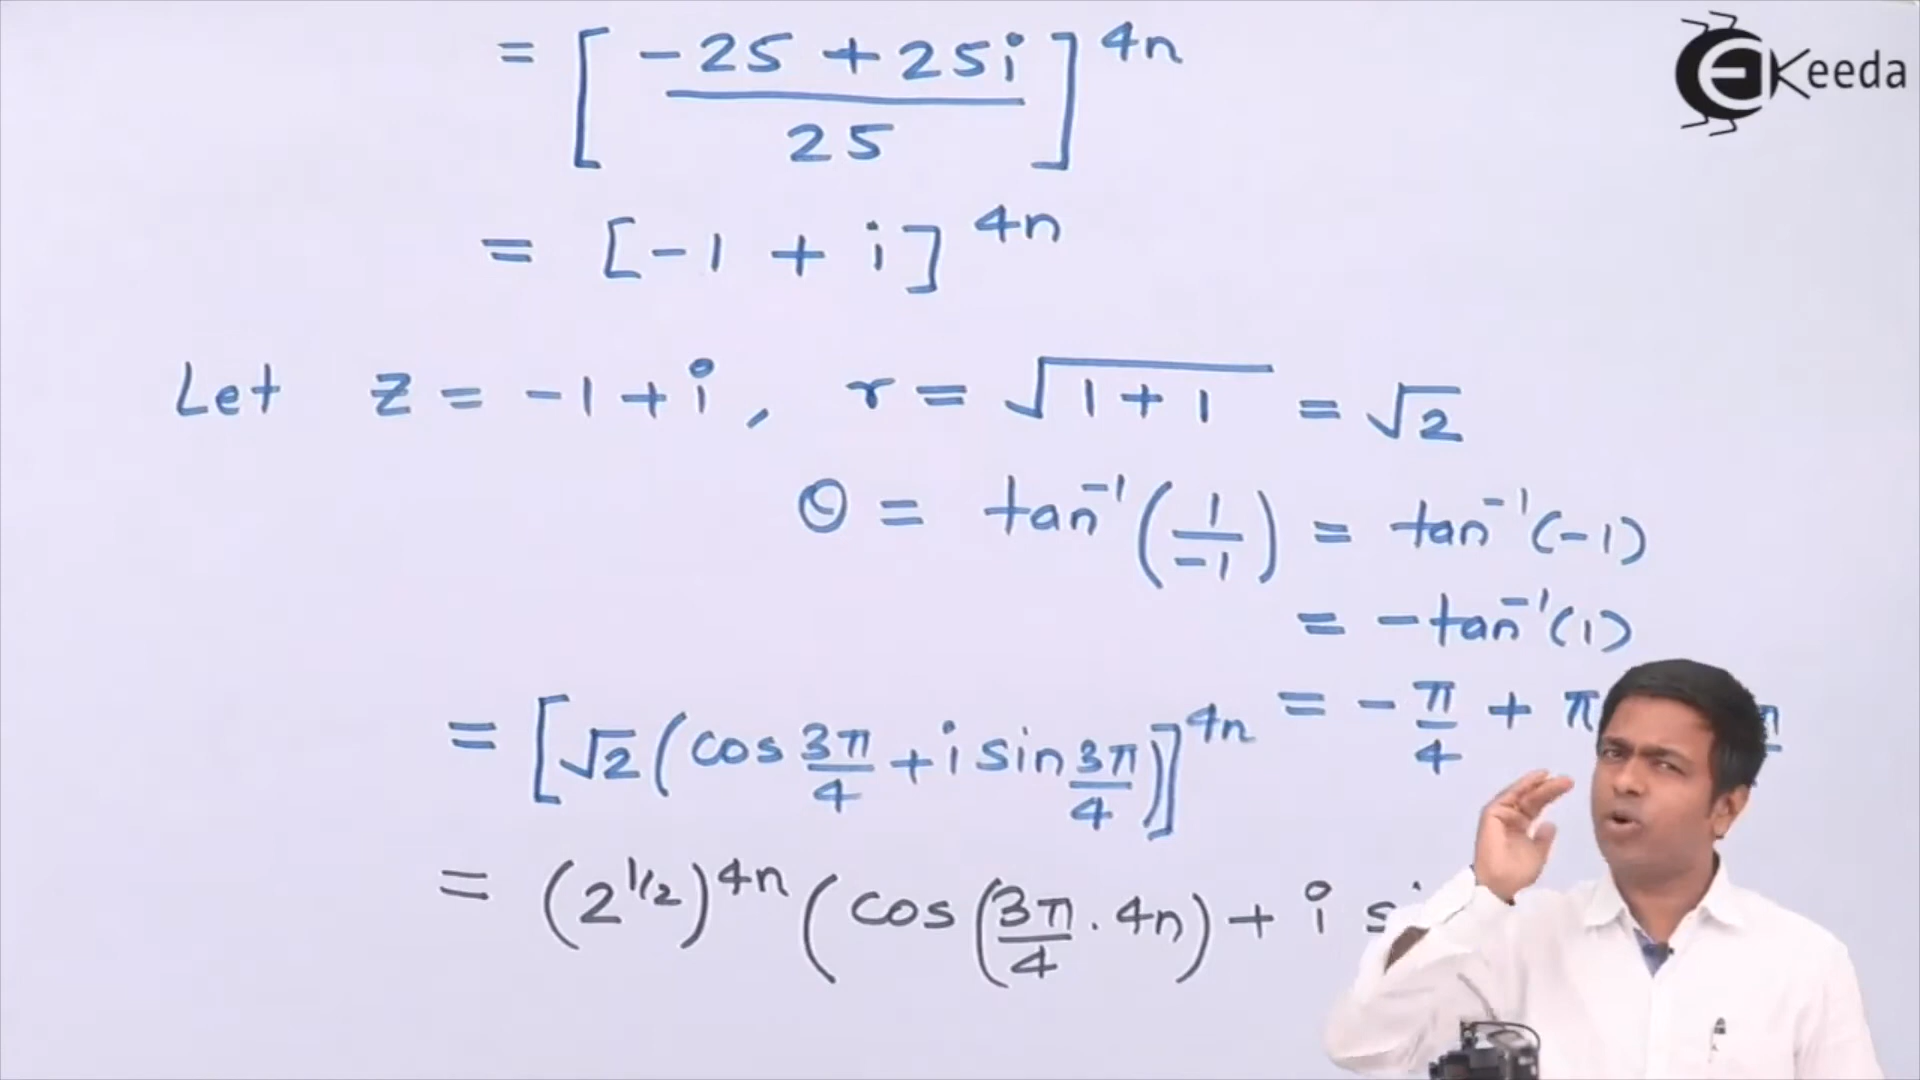 = [ -25 + 25i / 25 ]^4n
Keeda
= [-1 + i]^4n
Let z = -1 + i , r = √(1 + 1) = √2
θ = tan⁻¹(1/-1) = tan⁻¹(-1)
= -tan⁻¹(1)
= -π/4 + π
= [√2(cos 3π/4 + i sin 3π/4)]^4n
= (2^1/2)^4n (cos(3π/4 · 4n) + i